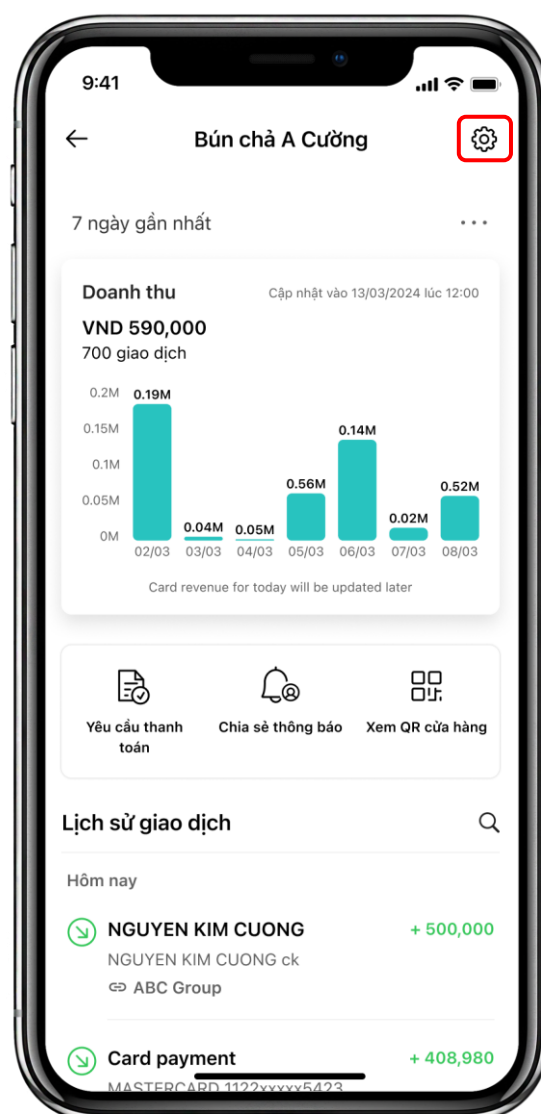 9:41
Bún chả A Cường
7 ngày gần nhất
Doanh thu
Cập nhật vào 13/03/2024 lúc 12:00
VND 590,000
700 giao dịch
0.2M
0.19M
0.15M
0.14M
0.1M
0.56M
0.52M
0.05M
0.04M
0.05M
0.02M
0M
02/03 03/03 04/03 05/03 06/03 07/03 08/03
Card revenue for today will be updated later
Yêu cầu thanh
toán
Chia sẻ thông báo
Xem QR cửa hàng
Lịch sử giao dịch
Hôm nay
NGUYEN KIM CUONG + 500,000
NGUYEN KIM CUONG ck
ABC Group
Card payment + 408,980
MASTERCARD 1122xxxxx5423